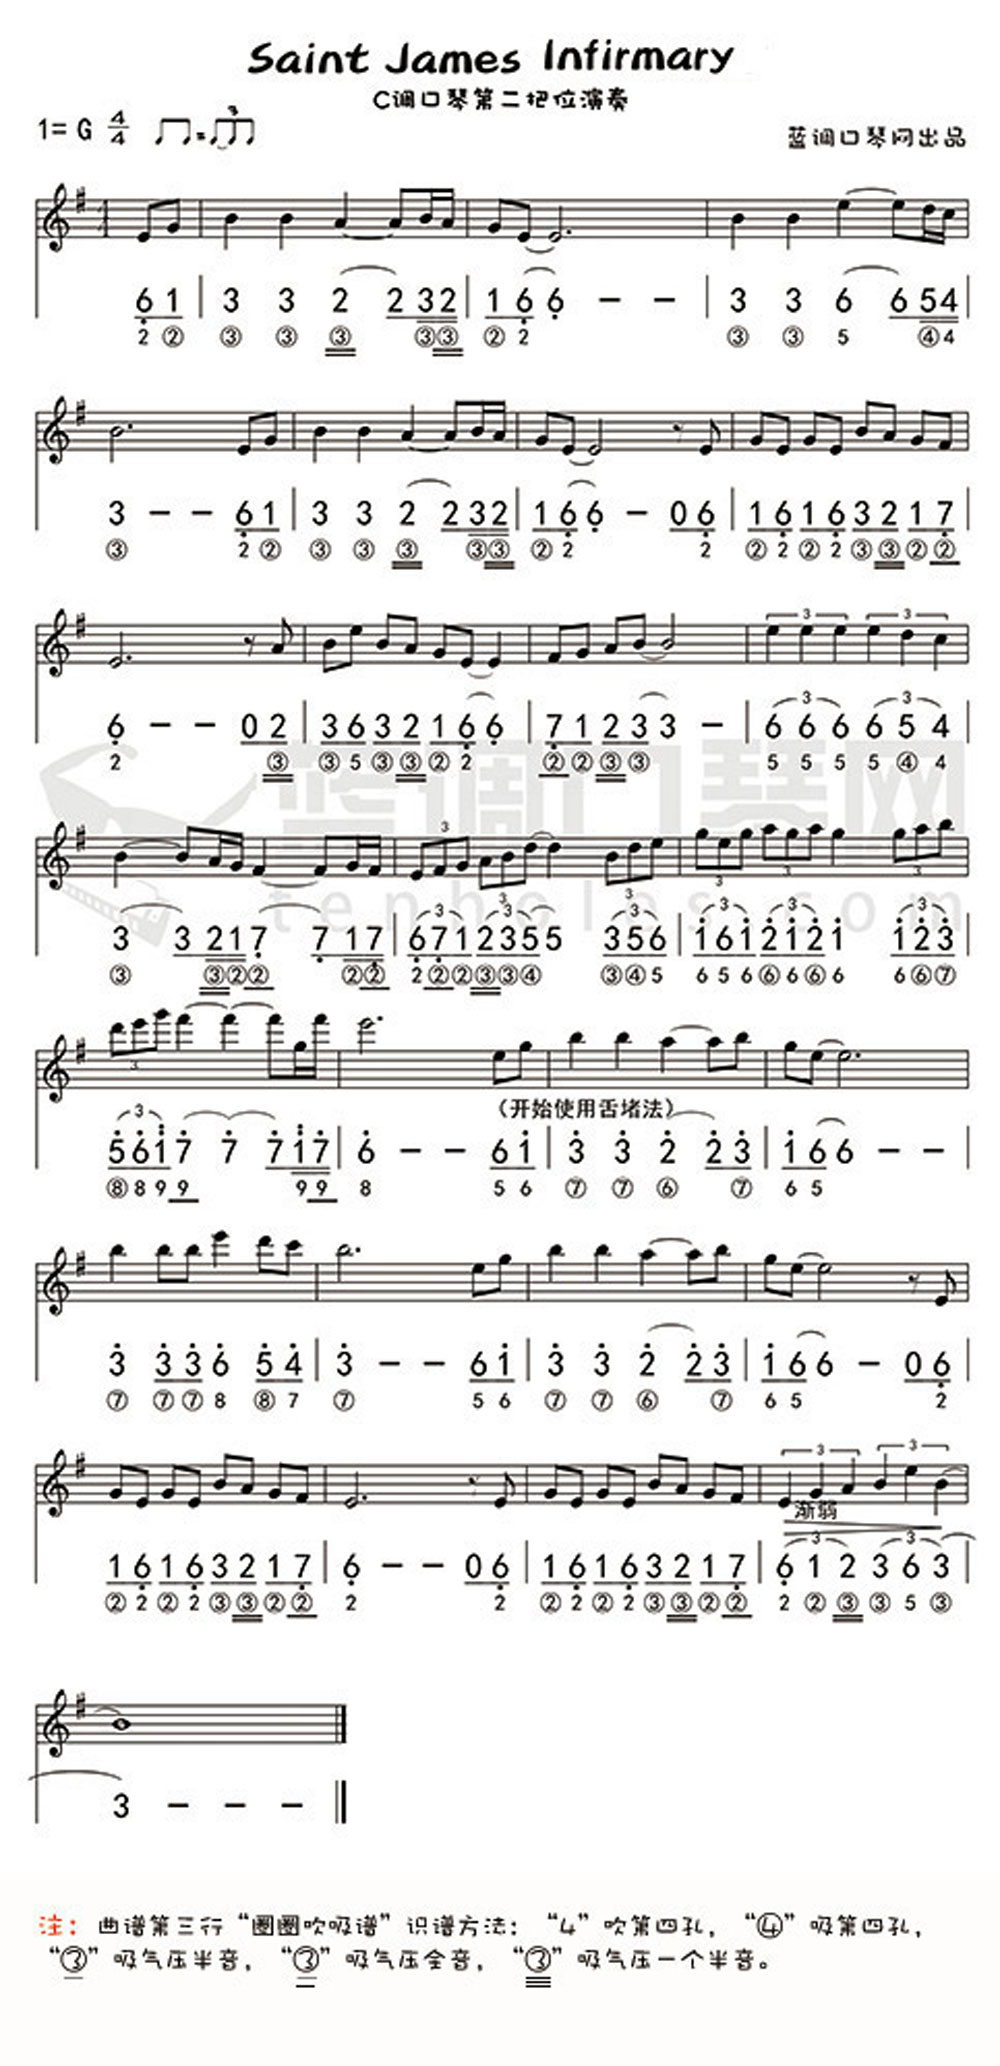 Saint James Infirmary
C调口琴第二把位演奏
1= G 4/4
蓝调口琴网出品
6 1 | 3 3 2 2 3 2 | 1 6 6 – – | 3 3 6 6 5 4 |
2 ② ③ ③ ③ ③ ③ ② 2 ③ ③ 5 ④ 4
3 – – 6 1 | 3 3 2 2 3 2 | 1 6 6 – 0 6 | 1 6 1 6 3 2 1 7 |
③ 2 ② ③ ③ ③ ③ ③ ② 2 2 ② 2 ② 2 ③ ③ ② ②
3 3
6 – – 0 2 | 3 6 3 2 1 6 6 | 7 1 2 3 3 – | 6 6 6 6 5 4 |
2 ③ ③ 5 ③ ③ ② 2 ② ② ③ ③ 5 5 5 5 ④ 4
蓝调口琴网
tenholes.com
3 3 2 1 7 7 1 7 | 6 7 1 2 3 5 5 3 5 6 | 1 6 1 2 1 2 1 1 2 3 |
③ ③ ② ② ② ② 2 ② ② ③ ③ ④ ③ ④ 5 6 5 6 ⑥ 6 ⑥ 6 6 ⑥ ⑦
(开始使用舌堵法)
5 6 1 7 7 7 1 7 | 6 – – 6 1 | 3 3 2 2 3 | 1 6 6 – – |
⑧ 8 9 9 9 9 8 5 6 ⑦ ⑦ ⑥ ⑦ 6 5
3 3 3 6 5 4 | 3 – – 6 1 | 3 3 2 2 3 | 1 6 6 – 0 6 |
⑦ ⑦ ⑦ 8 ⑧ 7 ⑦ 5 6 ⑦ ⑦ ⑥ ⑦ 6 5 2
渐弱
1 6 1 6 3 2 1 7 | 6 – – 0 6 | 1 6 1 6 3 2 1 7 | 6 1 2 3 6 3 |
② 2 ② 2 ③ ③ ② ② 2 2 ② 2 ② 2 ③ ③ ② ② 2 ② ③ ③ 5 ③
3 – – –
注：曲谱第三行“圈圈吹吸谱”识谱方法：“4”吹第四孔，“④”吸第四孔，
“③”吸气压半音，“③”吸气压全音，“③”吸气压一个半音。